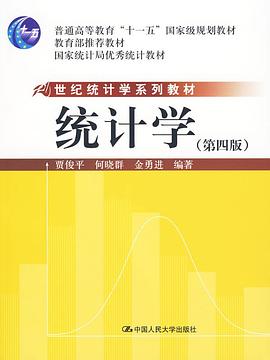 十一五
普通高等教育“十一五”国家级规划教材
教育部推荐教材
国家统计局优秀统计教材
21世纪统计学系列教材
统计学(第四版)
贾俊平 何晓群 金勇进 编著
中国人民大学出版社